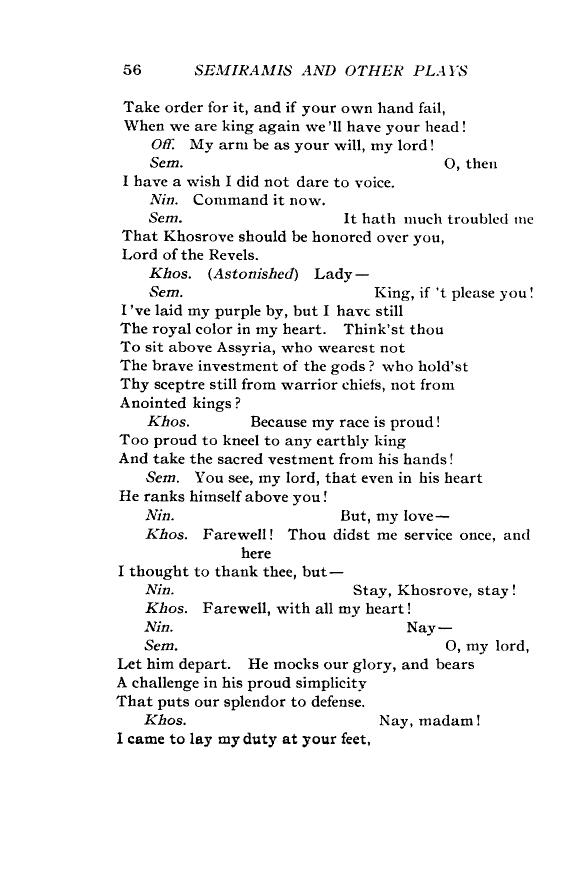 56 SEMIRAMIS AND OTHER PLAYS
Take order for it, and if your own hand fail,
When we are king again we'll have your head!
Off. My arm be as your will, my lord!
Sem. O, then
I have a wish I did not dare to voice.
Nin. Command it now.
Sem. It hath much troubled me
That Khosrove should be honored over you,
Lord of the Revels.
Khos. (Astonished) Lady—
Sem. King, if 't please you!
I've laid my purple by, but I have still
The royal color in my heart. Think'st thou
To sit above Assyria, who wearest not
The brave investment of the gods? who hold'st
Thy sceptre still from warrior chiefs, not from
Anointed kings?
Khos. Because my race is proud!
Too proud to kneel to any earthly king
And take the sacred vestment from his hands!
Sem. You see, my lord, that even in his heart
He ranks himself above you!
Nin. But, my love—
Khos. Farewell! Thou didst me service once, and
here
I thought to thank thee, but—
Nin. Stay, Khosrove, stay!
Khos. Farewell, with all my heart!
Nin. Nay—
Sem. O, my lord,
Let him depart. He mocks our glory, and bears
A challenge in his proud simplicity
That puts our splendor to defense.
Khos. Nay, madam!
I came to lay my duty at your feet,